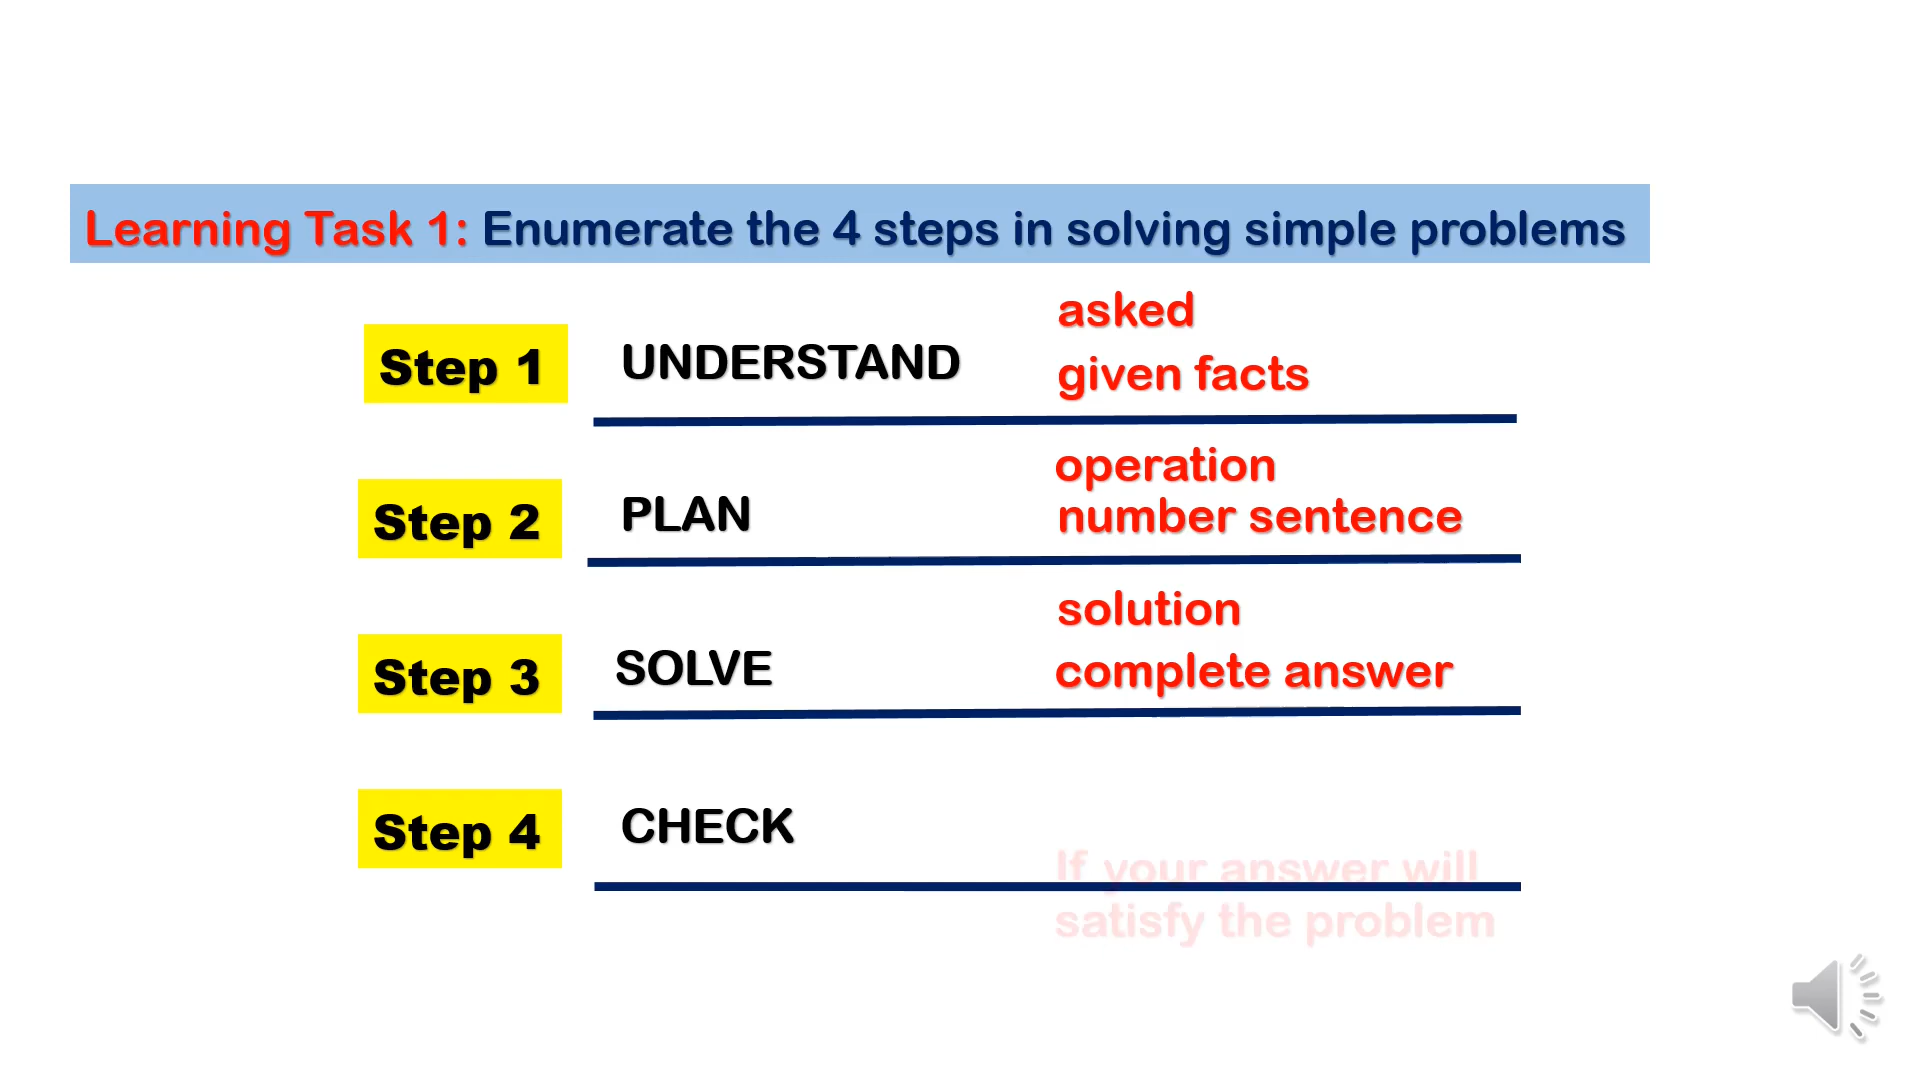 Learning Task 1: Enumerate the 4 steps in solving simple problems
Step 1
UNDERSTAND
asked
given facts
Step 2
PLAN
operation
number sentence
Step 3
SOLVE
solution
complete answer
Step 4
CHECK
If your answer will
satisfy the problem